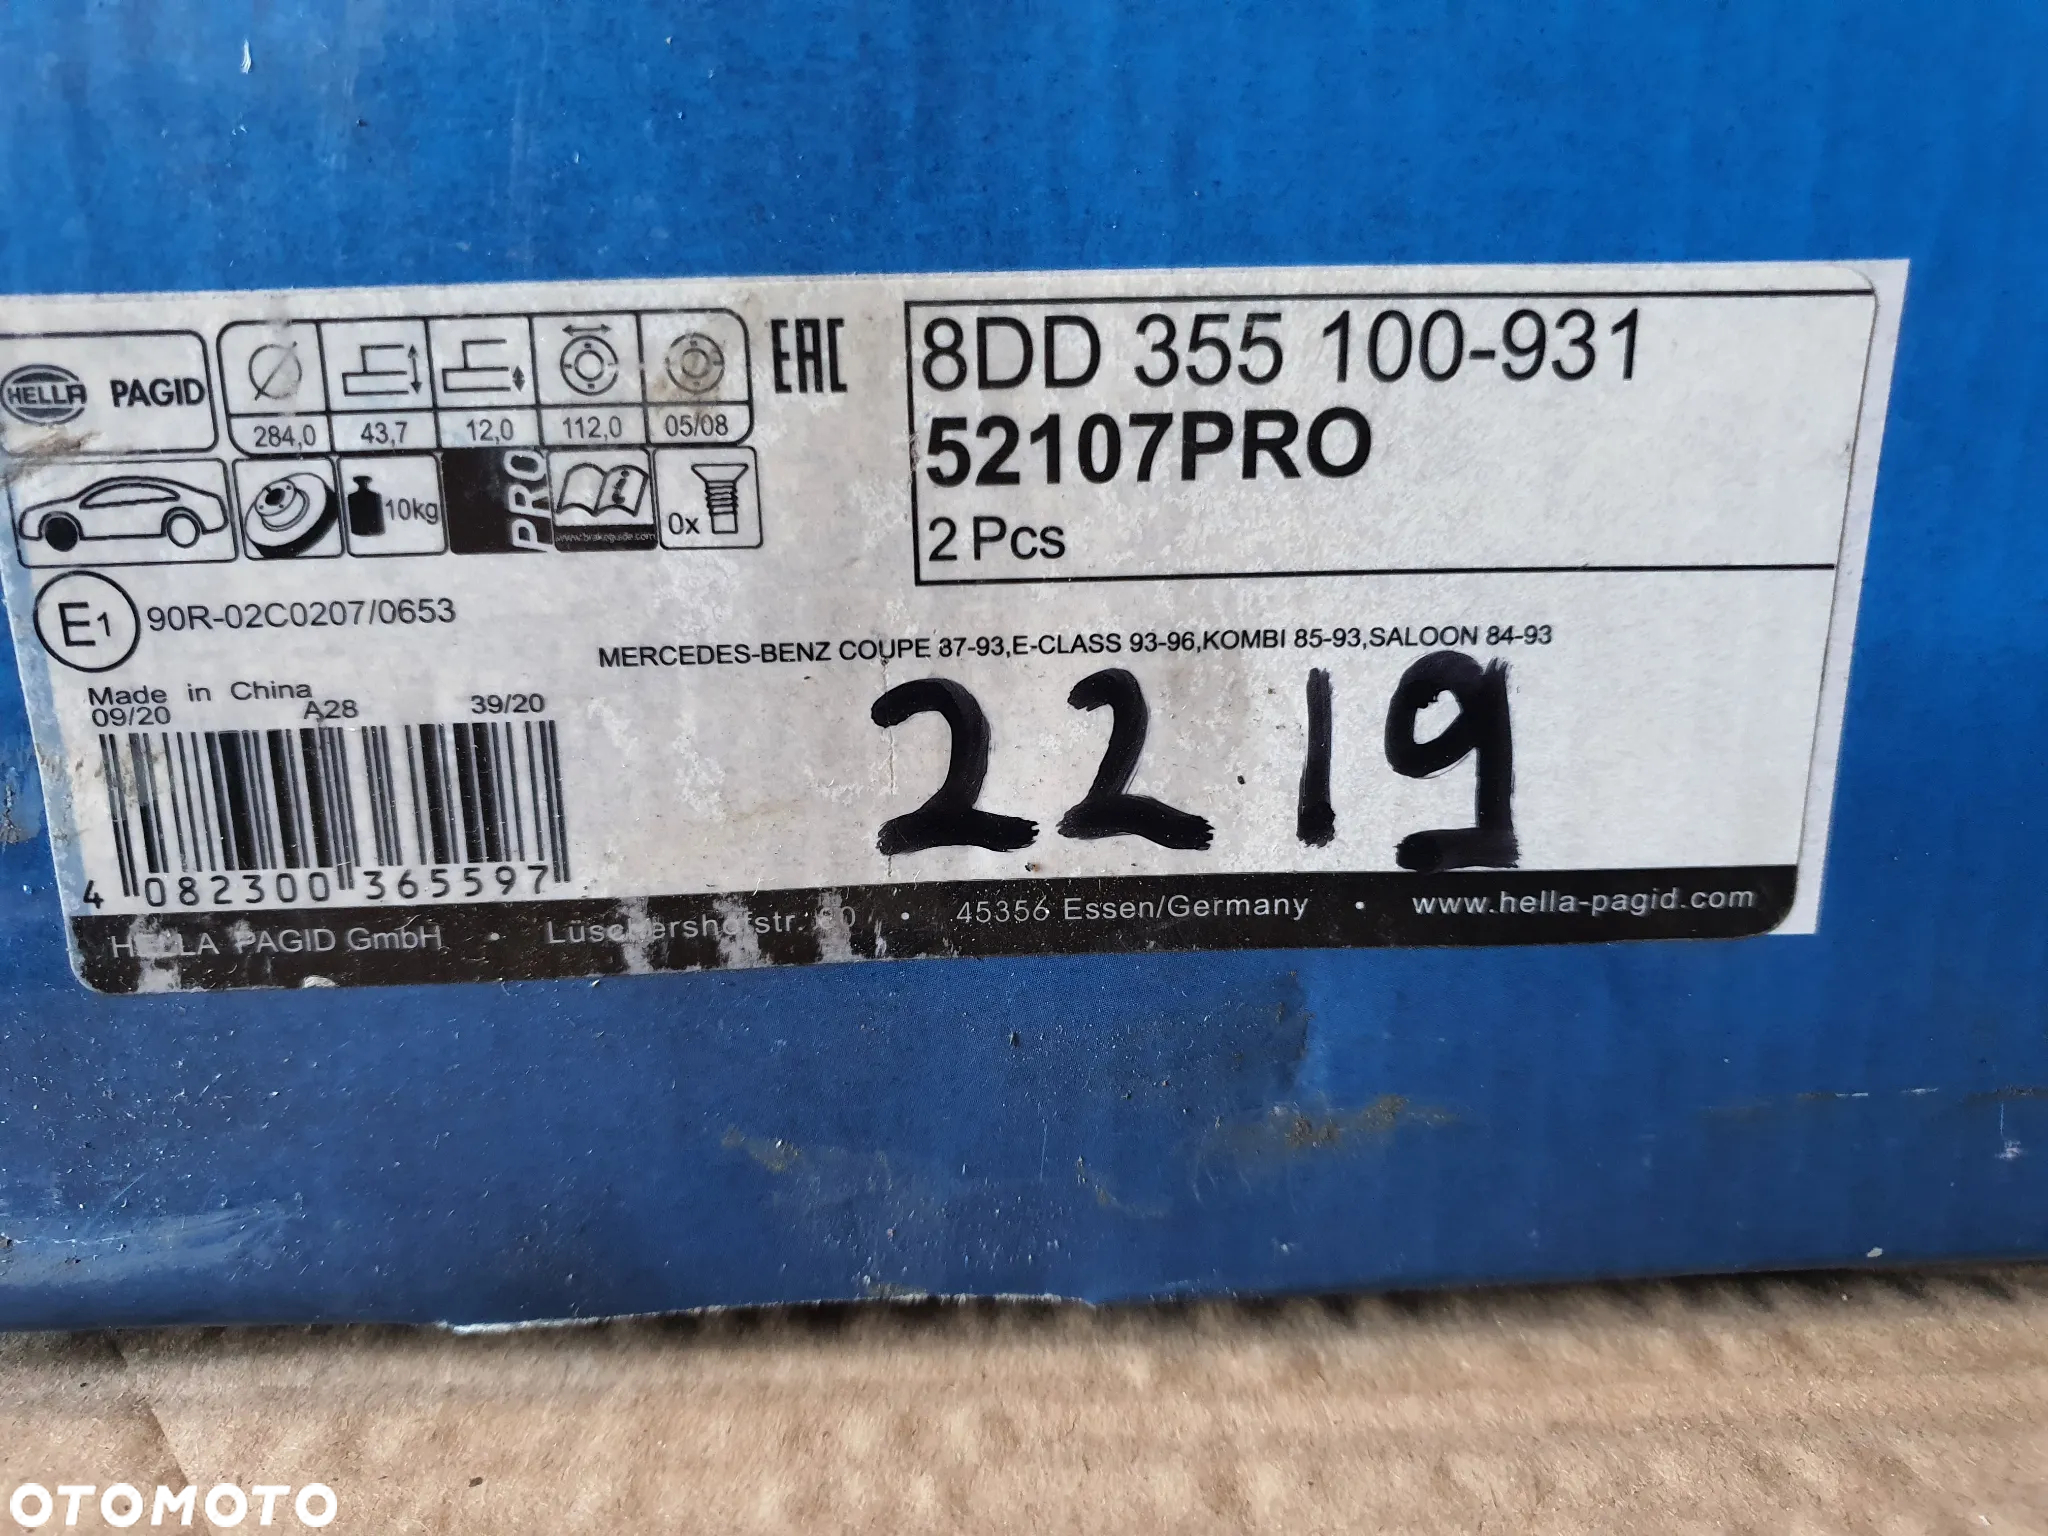 8DD 355 100-931
52107PRO
2 Pcs
HELLA PAGID
284,0 43,7 12,0 112,0 05/08
EAC
10kg PRO www.brakeguide.com 0x
E1 90R-02C0207/0653
MERCEDES-BENZ COUPE 87-93,E-CLASS 93-96,KOMBI 85-93,SALOON 84-93
Made in China
09/20 A28 39/20
2219
4 082300 365597
HELLA PAGID GmbH • 45356 Essen/Germany • www.hella-pagid.com
OTOMOTO